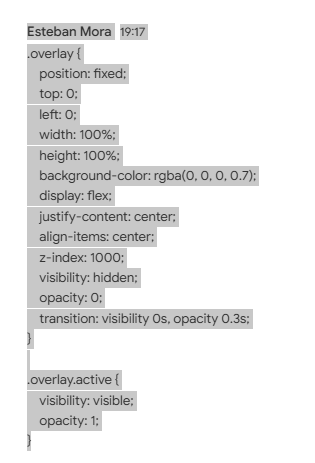 Esteban Mora 19:17
.overlay {
position: fixed;
top: 0;
left: 0;
width: 100%;
height: 100%;
background-color: rgba(0, 0, 0, 0.7);
display: flex;
justify-content: center;
align-items: center;
z-index: 1000;
visibility: hidden;
opacity: 0;
transition: visibility 0s, opacity 0.3s;
}
.overlay.active {
visibility: visible;
opacity: 1;
}